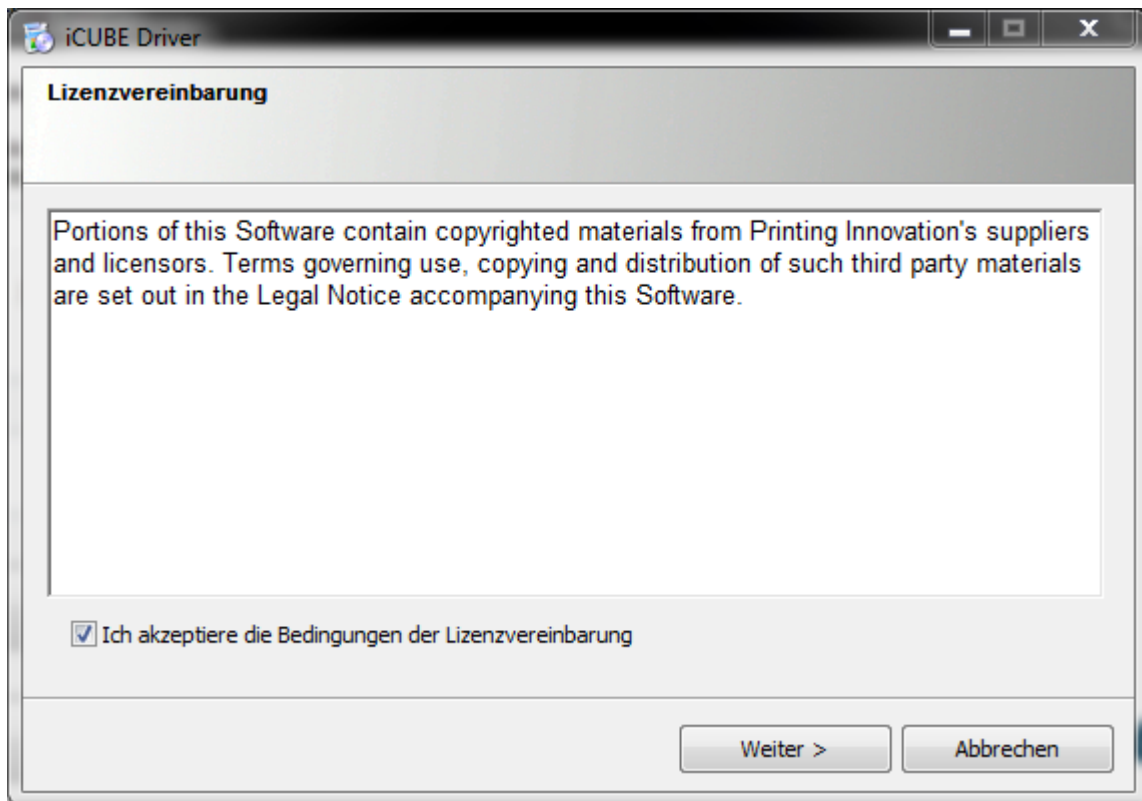 iCUBE Driver
Lizenzvereinbarung
Portions of this Software contain copyrighted materials from Printing Innovation's suppliers
and licensors. Terms governing use, copying and distribution of such third party materials
are set out in the Legal Notice accompanying this Software.
Ich akzeptiere die Bedingungen der Lizenzvereinbarung
Weiter > Abbrechen